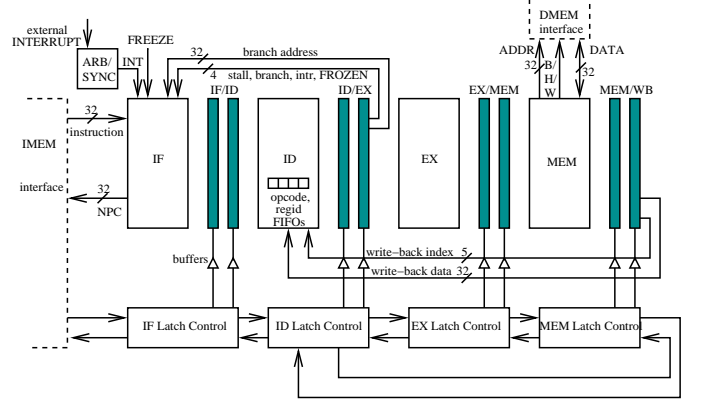 external
INTERRUPT
FREEZE
ARB/
SYNC
INT
32
branch address
4
stall, branch, intr, FROZEN
DMEM
interface
ADDR
32
B/
H/
W
DATA
32
IF/ID
ID/EX
EX/MEM
MEM/WB
IMEM
interface
32
instruction
32
NPC
IF
ID
opcode,
regid
FIFOs
EX
MEM
buffers
write-back index
5
write-back data
32
IF Latch Control
ID Latch Control
EX Latch Control
MEM Latch Control